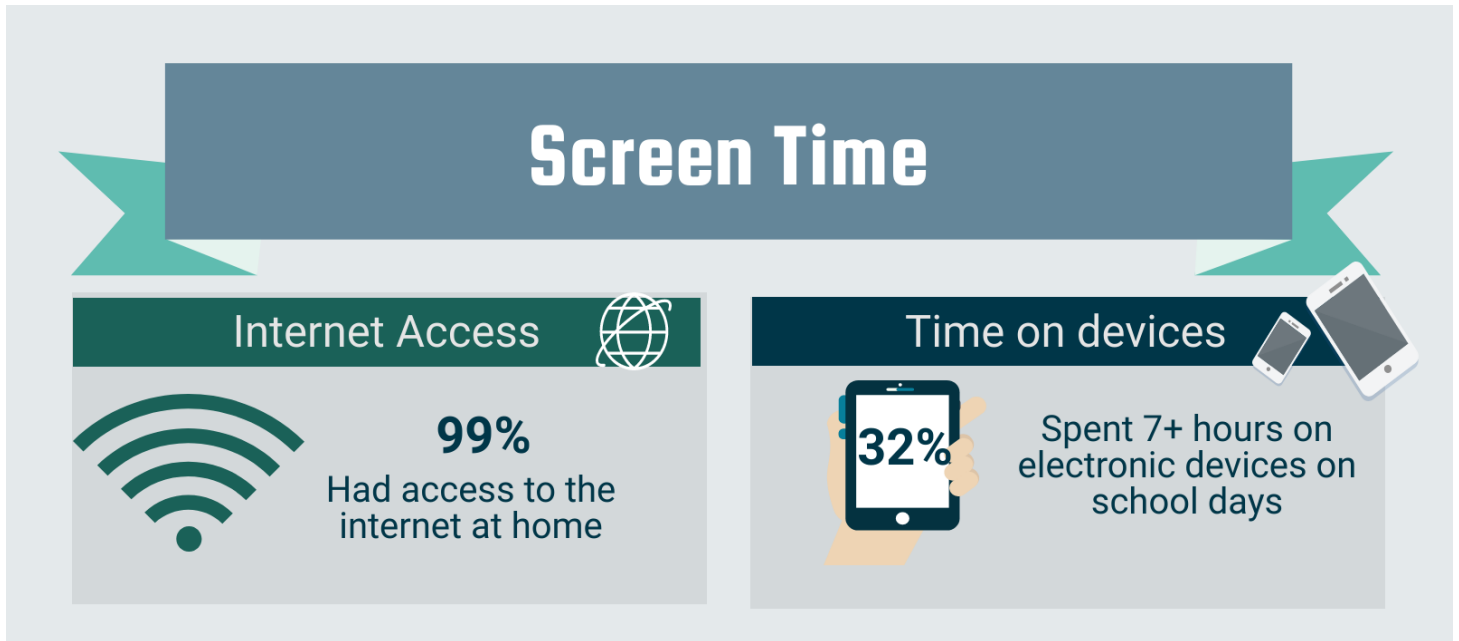 Screen Time
Internet Access
99%
Had access to the
internet at home
Time on devices
32%
Spent 7+ hours on
electronic devices on
school days